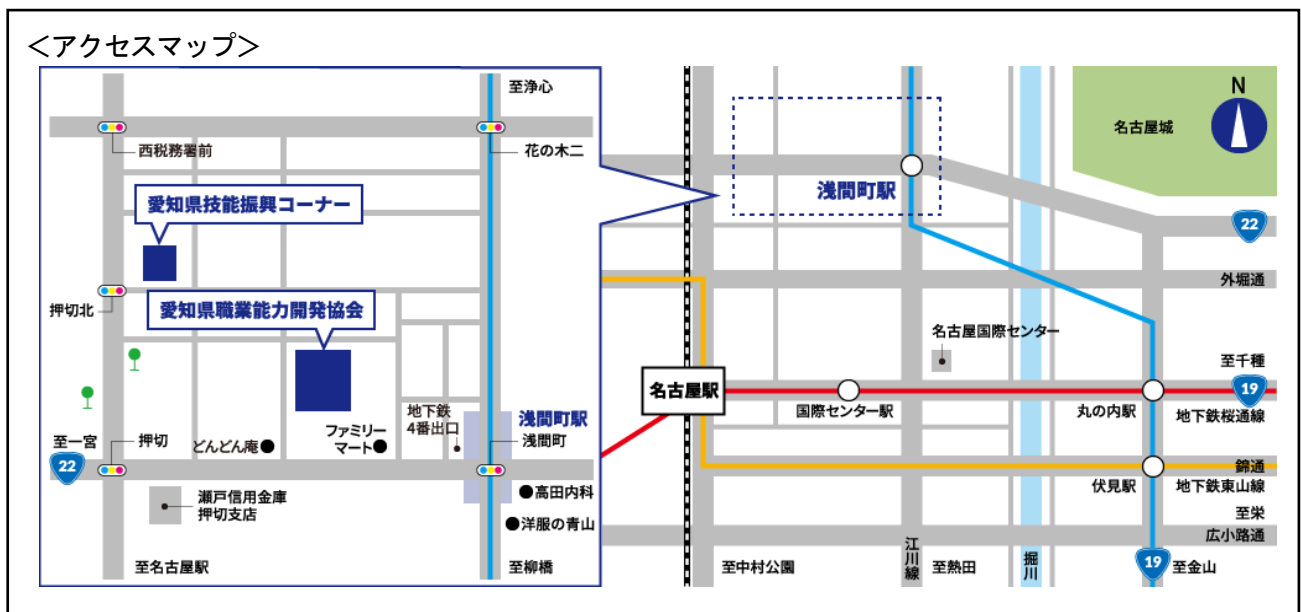 ＜アクセスマップ＞
至浄心
西税務署前
花の木二
愛知県技能振興コーナー
押切北
愛知県職業能力開発協会
地下鉄
4番出口
浅間町駅
浅間町
至一宮
22
押切
どんどん庵
ファミリー
マート
瀬戸信用金庫
押切支店
高田内科
洋服の青山
至名古屋駅
至柳橋
N
名古屋城
浅間町駅
22
外堀通
名古屋国際センター
至千種
19
名古屋駅
国際センター駅
丸の内駅
地下鉄桜通線
錦通
伏見駅
地下鉄東山線
至栄
広小路通
至中村公園
江川線
至熱田
堀川
19
至金山